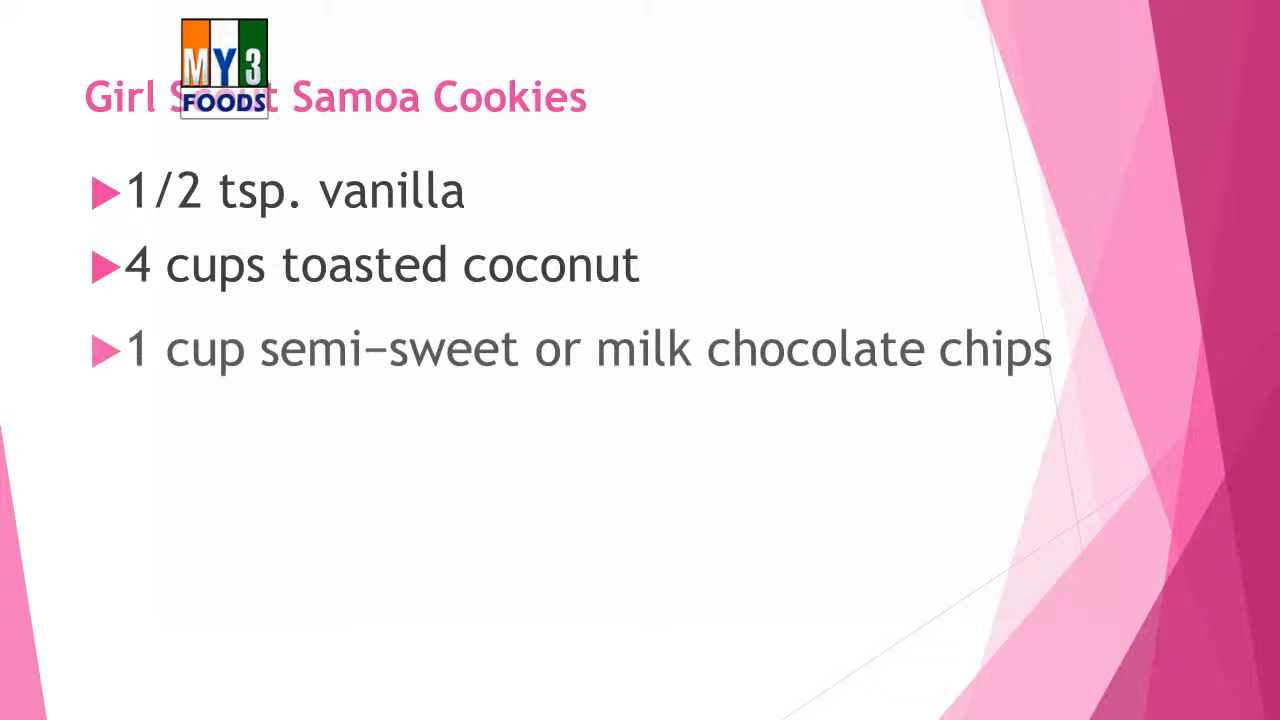 MY3
FOODS
Girl Scout Samoa Cookies
1/2 tsp. vanilla
4 cups toasted coconut
1 cup semi−sweet or milk chocolate chips